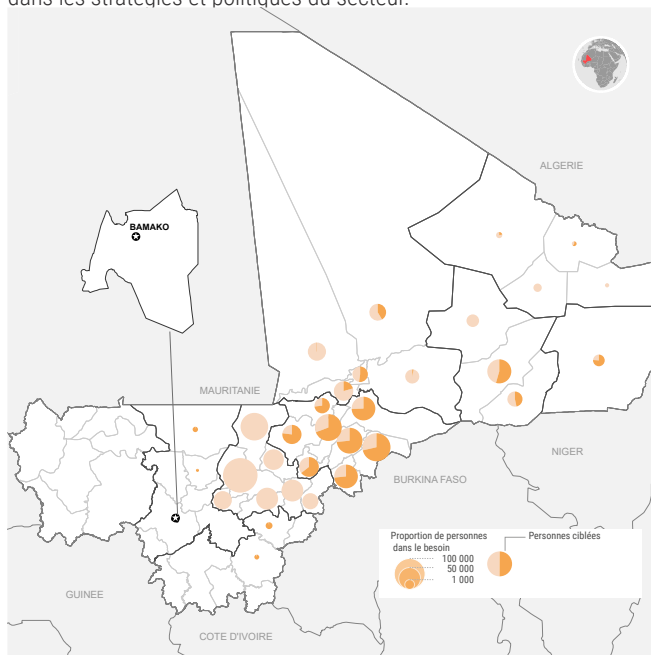 dans les stratégies et politiques du secteur.
ALGERIE
BAMAKO
MAURITANIE
NIGER
BURKINA FASO
Proportion de personnes
dans le besoin
100 000
50 000
1 000
Personnes ciblées
GUINEE
COTE D'IVOIRE